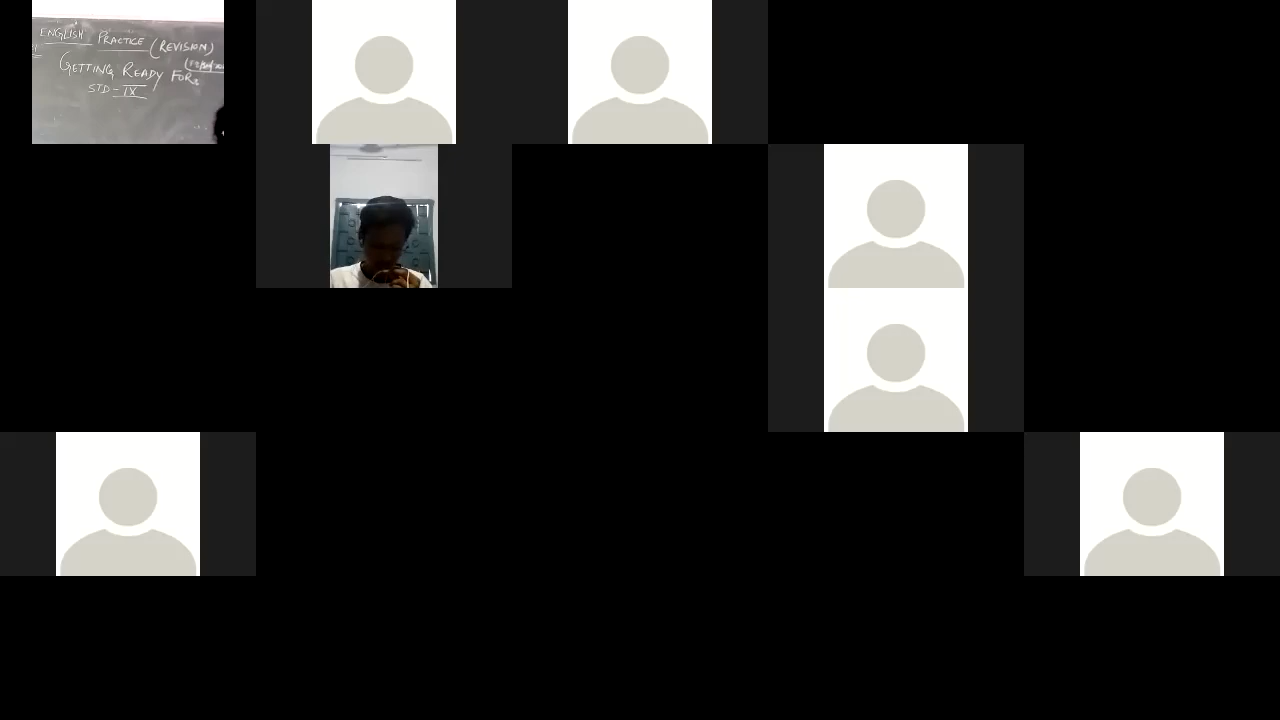 ENGLISH PRACTICE (REVISION)
GETTING READY FOR:
STD - IX